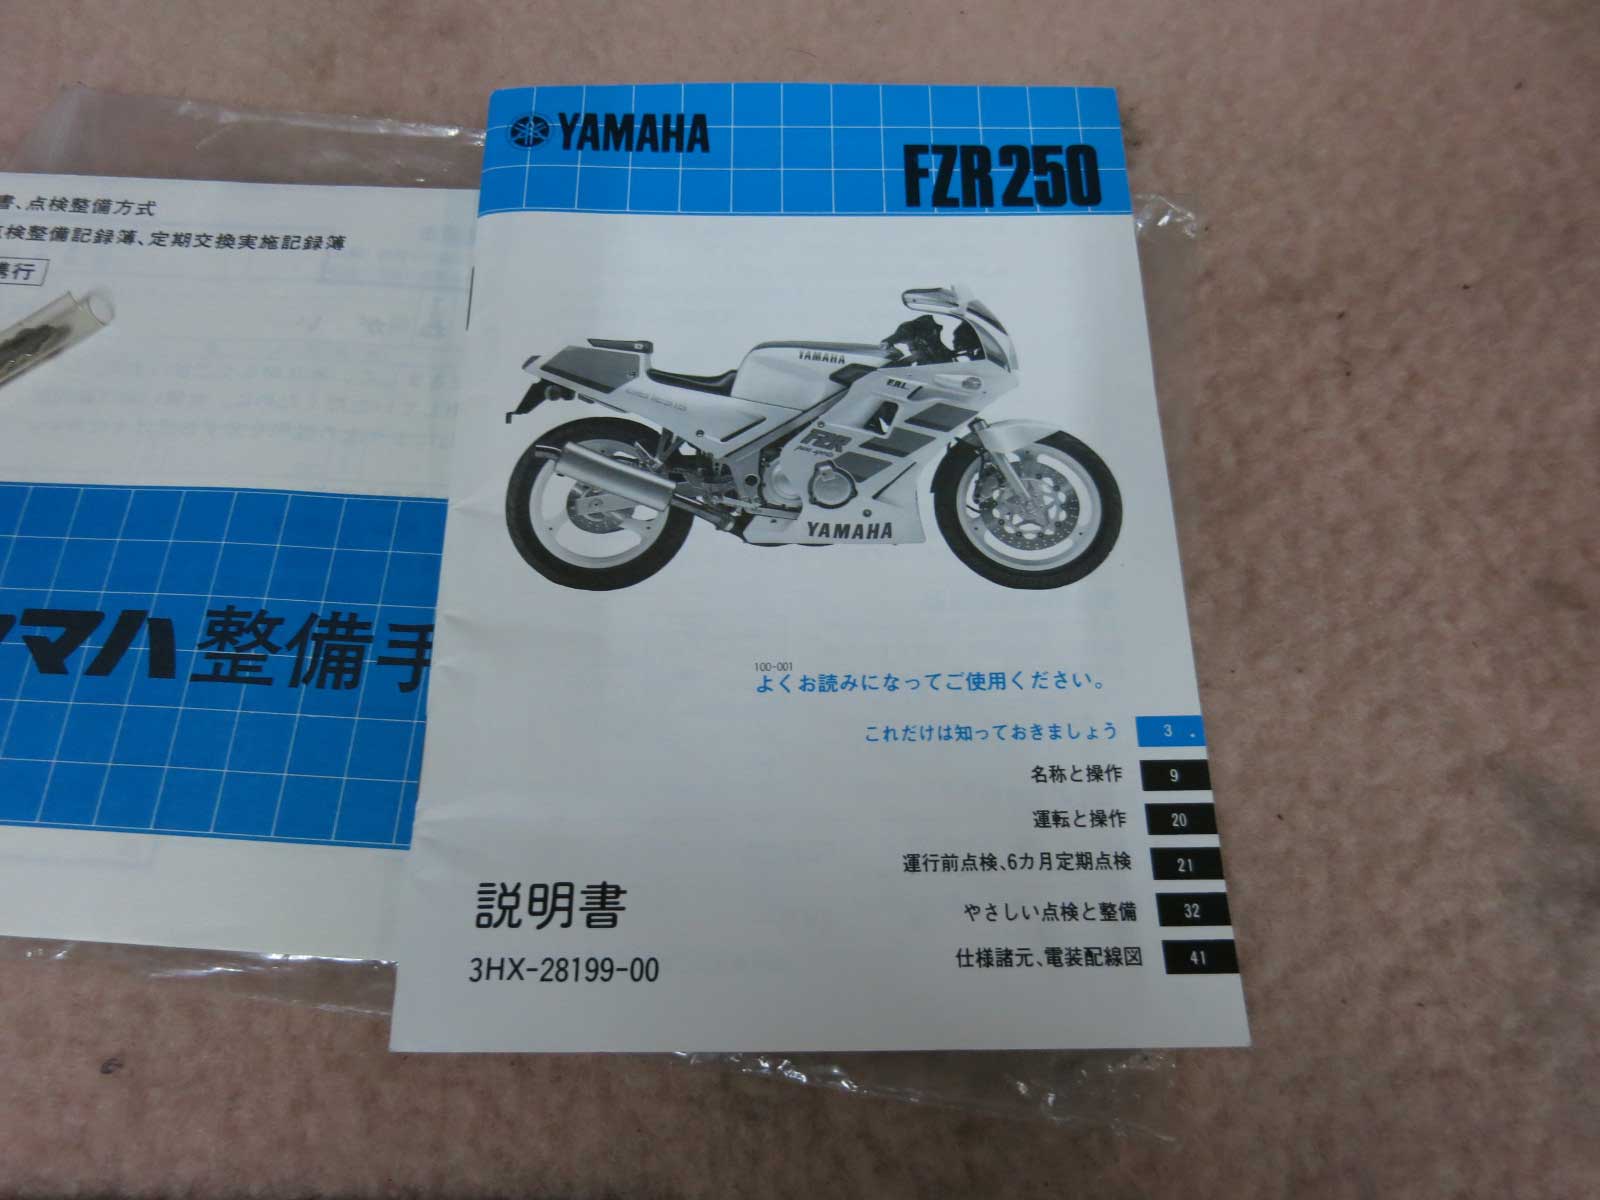 書、点検整備方式
点検整備記録簿、定期交換実施記録簿
携行
ヤマハ 整備手
YAMAHA
FZR250
YAMAHA
FZR
YAMAHA
100-001
よくお読みになってご使用ください。
これだけは知っておきましょう 3
名称と操作 9
運転と操作 20
運行前点検、6カ月定期点検 21
やさしい点検と整備 32
仕様諸元、電装配線図 41
説明書
3HX-28199-00